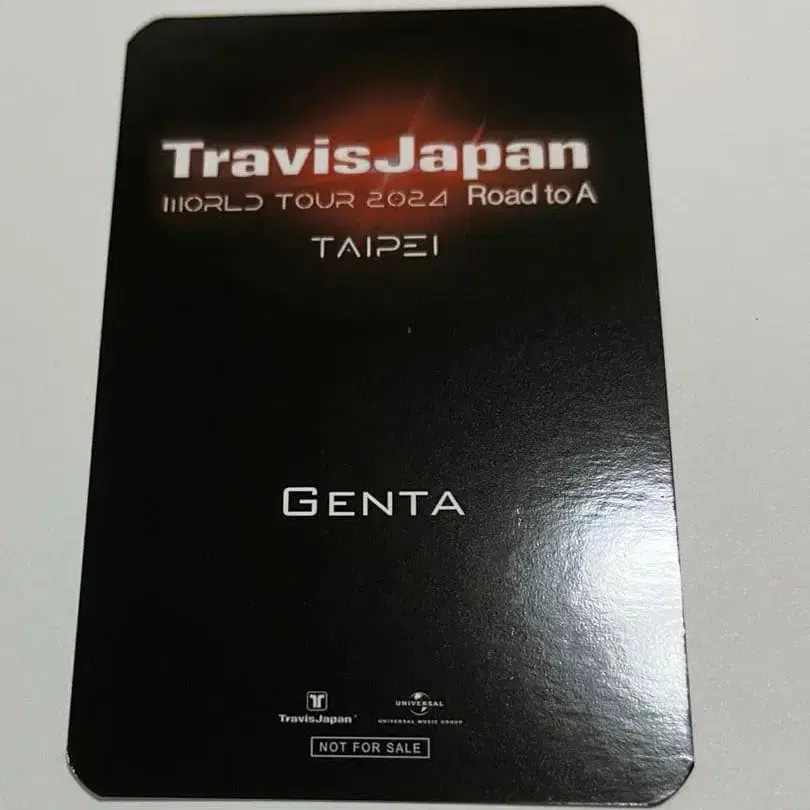 TravisJapan
WORLD TOUR 2024 Road to A
TAIPEI
GENTA
TravisJapan
UNIVERSAL
UNIVERSAL MUSIC GROUP
NOT FOR SALE